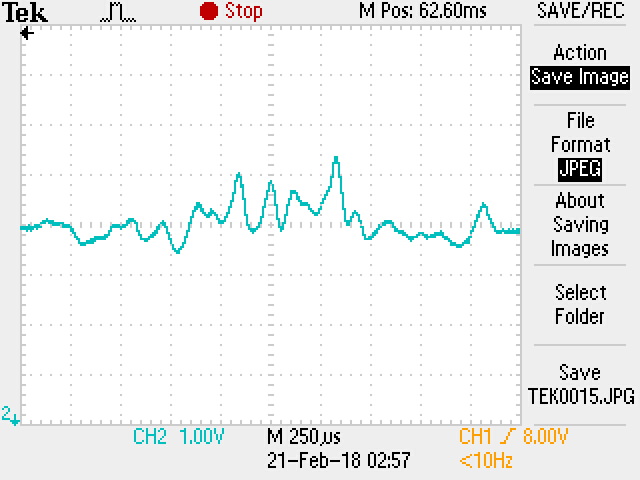 Tek Stop M Pos: 62.60ms SAVE/REC
Action
Save Image
File
Format
JPEG
About
Saving
Images
Select
Folder
Save
TEK0015.JPG
2
CH2 1.00V M 250µs CH1 8.00V
21-Feb-18 02:57 <10Hz